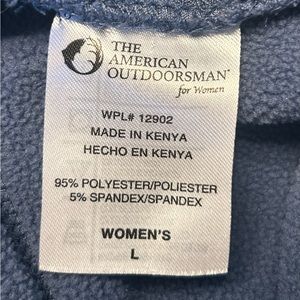 THE
AMERICAN
OUTDOORSMAN™
for Women
WPL# 12902
MADE IN KENYA
HECHO EN KENYA
95% POLYESTER/POLIESTER
5% SPANDEX/SPANDEX
WOMEN'S
L